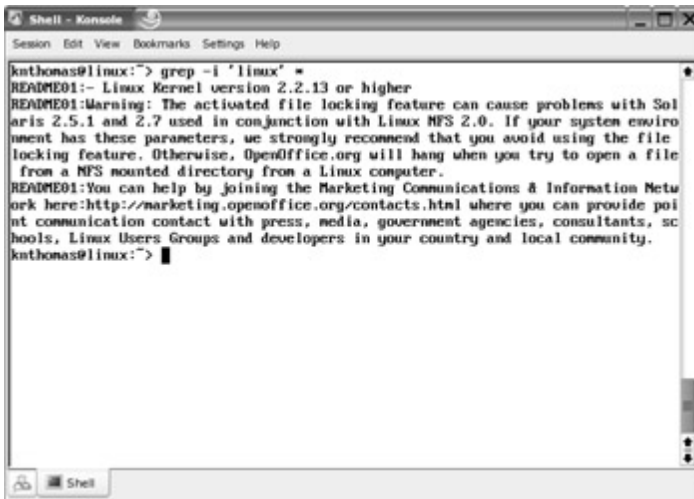 Shell - Konsole
Session Edit View Bookmarks Settings Help
knthomas@linux:~> grep -i 'linux' *
README01:- Linux Kernel version 2.2.13 or higher
README01:Warning: The activated file locking feature can cause problems with Sol
aris 2.5.1 and 2.7 used in conjunction with Linux NFS 2.0. If your system enviro
nment has these parameters, we strongly recommend that you avoid using the file
locking feature. Otherwise, OpenOffice.org will hang when you try to open a file
from a NFS mounted directory from a Linux computer.
README01:You can help by joining the Marketing Communications & Information Netw
ork here:http://marketing.openoffice.org/contacts.html where you can provide poi
nt communication contact with press, media, government agencies, consultants, sc
hools, Linux Users Groups and developers in your country and local community.
knthomas@linux:~>
Shell